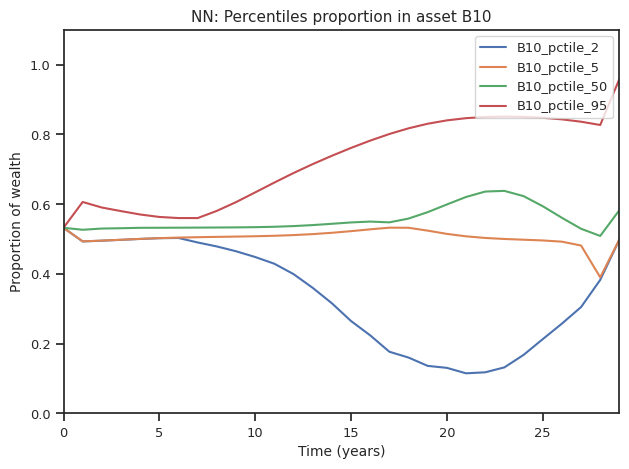 NN: Percentiles proportion in asset B10
B10_pctile_2
B10_pctile_5
B10_pctile_50
B10_pctile_95
Proportion of wealth
1.0
0.8
0.6
0.4
0.2
0.0
0 5 10 15 20 25
Time (years)